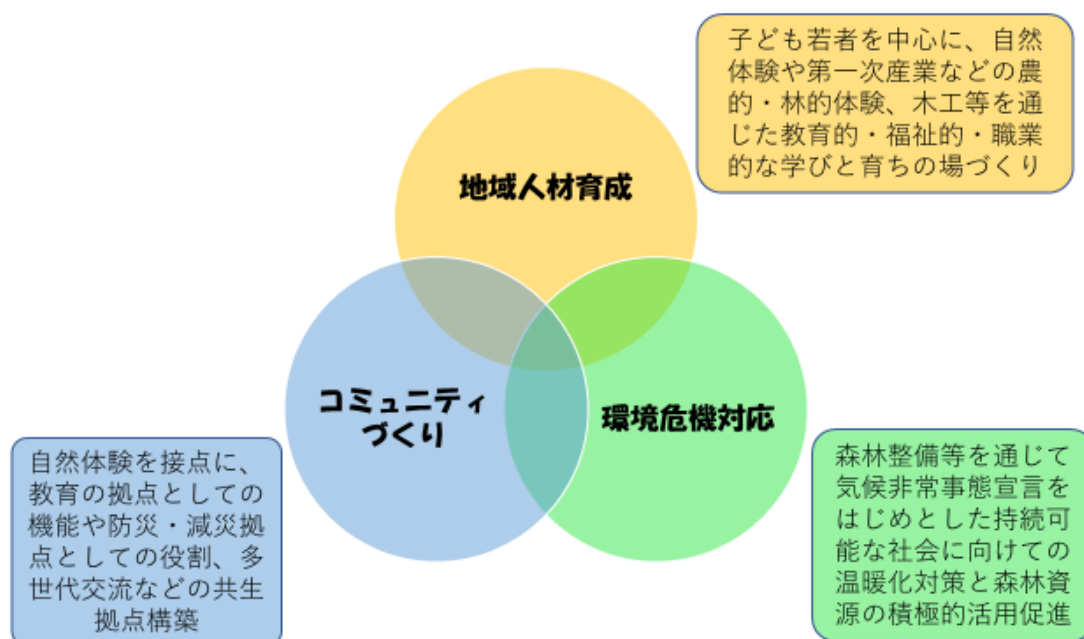 子ども若者を中心に、自然
体験や第一次産業などの農
的・林的体験、木工等を通
じた教育的・福祉的・職業
的な学びと育ちの場づくり
地域人材育成
コミュニティ
づくり
環境危機対応
自然体験を接点に、
教育の拠点としての
機能や防災・減災拠
点としての役割、多
世代交流などの共生
拠点構築
森林整備等を通じて
気候非常事態宣言を
はじめとした持続可
能な社会に向けての
温暖化対策と森林資
源の積極的活用促進